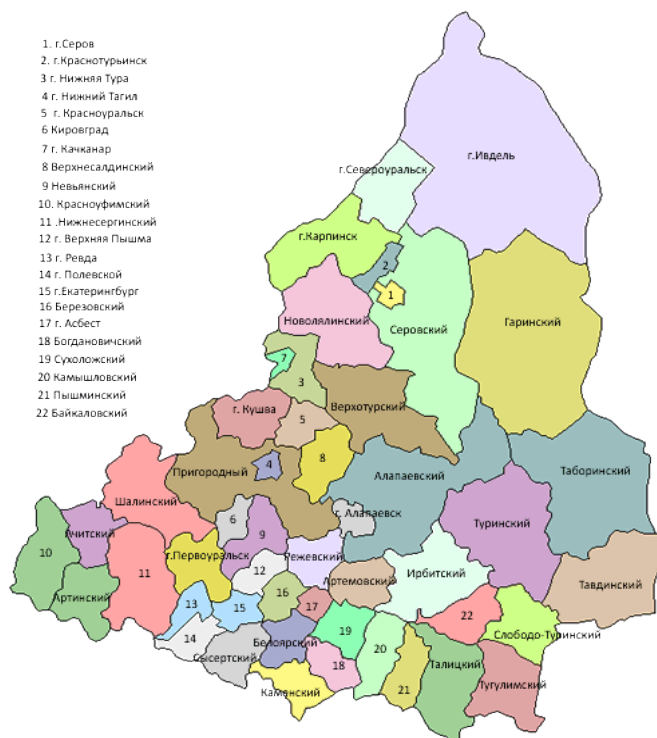 1. г.Серов
2. г.Краснотурьинск
3 г. Нижняя Тура
4 г. Нижний Тагил
5 г. Красноуральск
6 Кировград
7 г. Качканар
8 Верхнесалдинский
9 Невьянский
10. Красноуфимский
11 .Нижнесергинский
12 г. Верхняя Пышма
13 г. Ревда
14 г. Полевской
15 г.Екатерингбург
16 Березовский
17 г. Асбест
18 Богдановичский
19 Сухоложский
20 Камышловский
21 Пышминский
22 Байкаловский
г.Ивдель
г.Североуральск
г.Карпинск
2
1
Новолялинский
Серовский
Гаринский
7
3
г. Кушва
5
Верхотурский
Пригородный
4
8
Алапаевский
Таборинский
Шалинский
г. Алапаевск
Туринский
6
9
Ачитский
10
г.Первоуральск
Режевский
11
12
Артемовский
Ирбитский
Тавдинский
Артинский
13
15
16
17
22
Слободо-Туринский
14
Сысертский
Белоярский
19
20
Талицкий
18
21
Каменский
Тугулимский